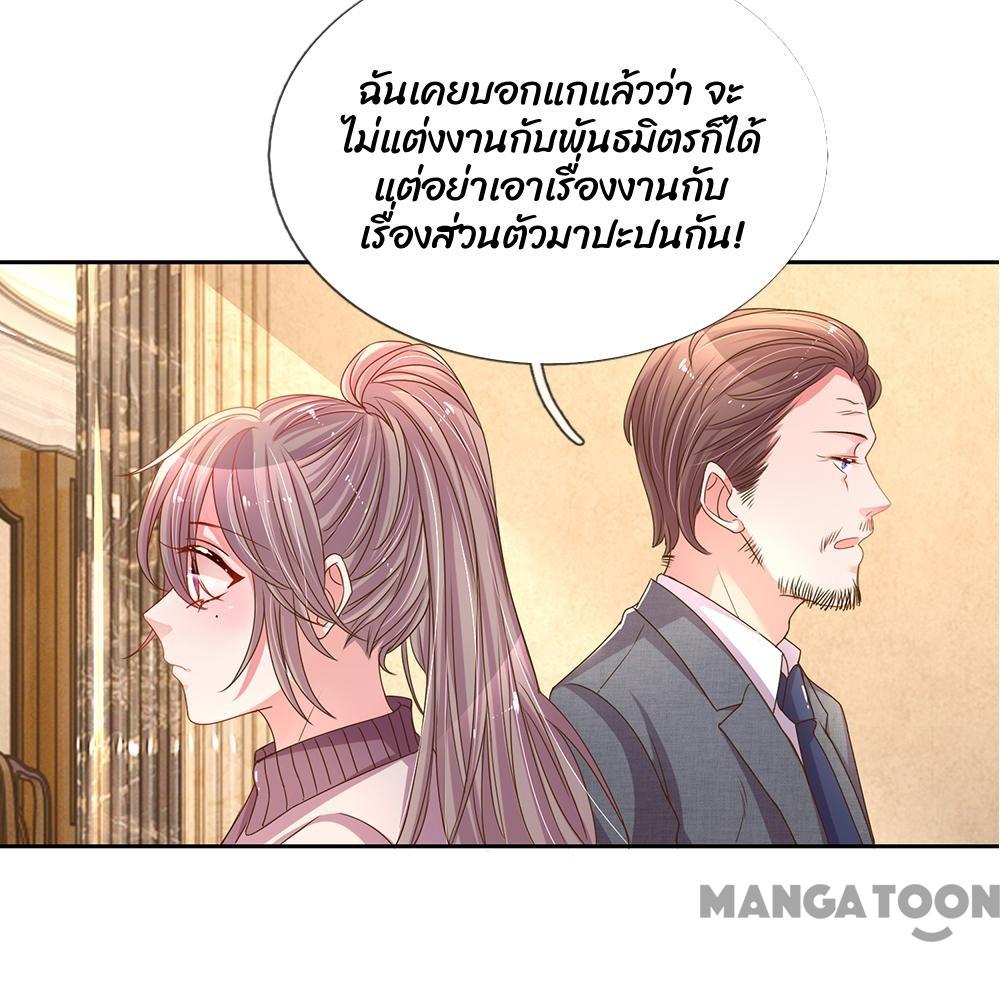 ฉันเคยบอกแกแล้วว่า จะ
ไม่แต่งงานกับพันธมิตรก็ได้
แต่อย่าเอาเรื่องงานกับ
เรื่องส่วนตัวมาปะปนกัน!
MANGATOON